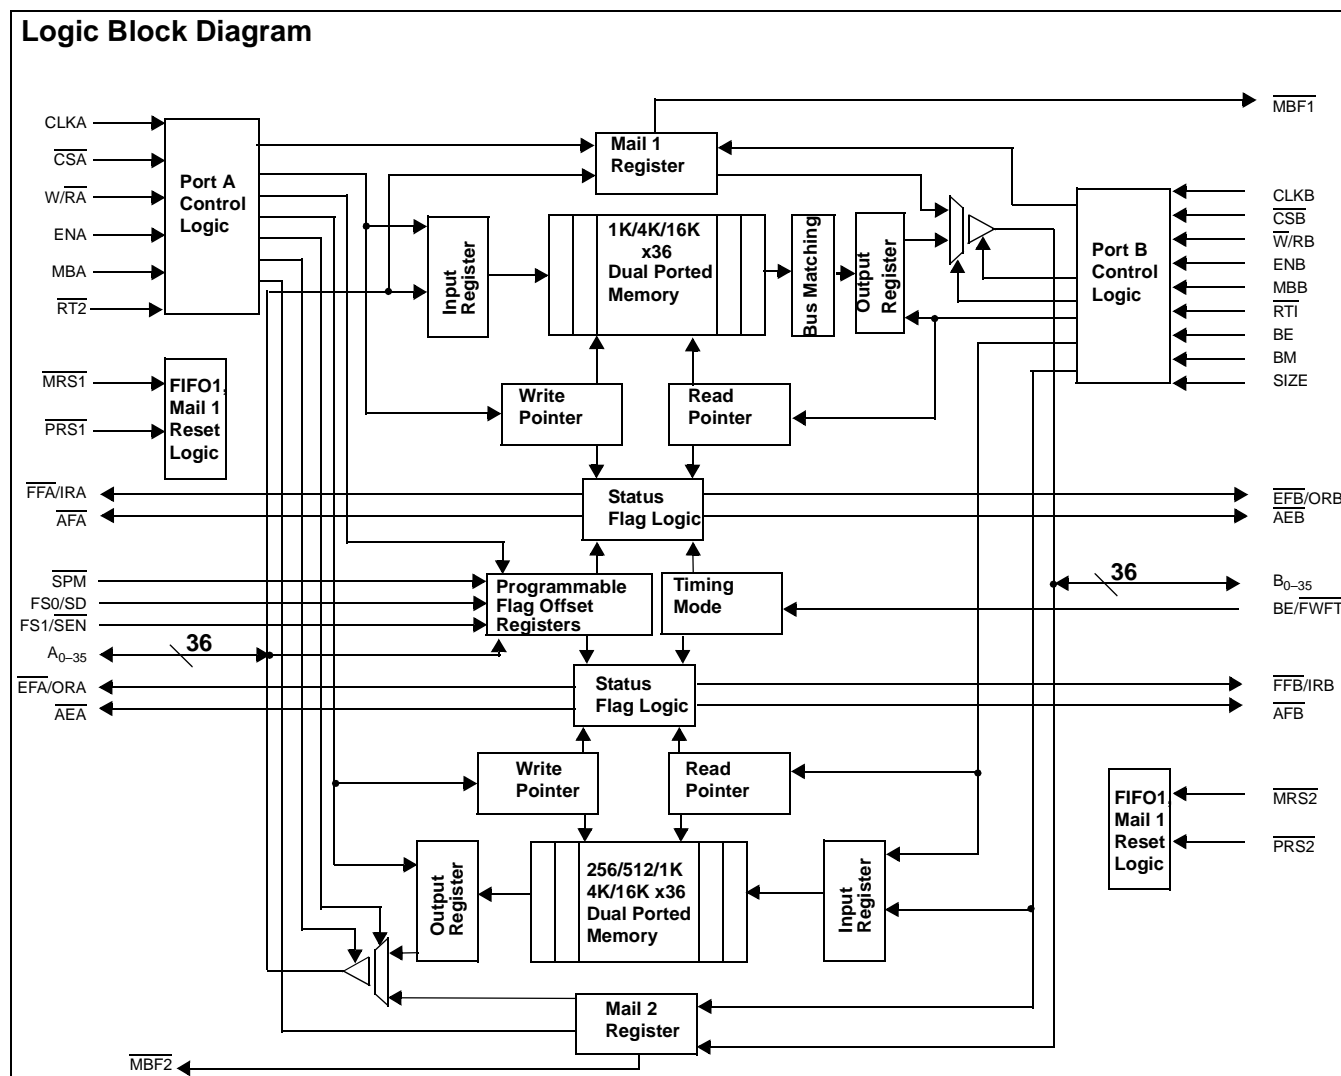 Logic Block Diagram
CLKA
CSA
W/RA
ENA
MBA
RT2
Port A
Control
Logic
Mail 1
Register
MBF1
Input
Register
1K/4K/16K
x36
Dual Ported
Memory
Bus Matching
Output
Register
Port B
Control
Logic
CLKB
CSB
W/RB
ENB
MBB
RTI
BE
BM
SIZE
MRS1
PRS1
FIFO1,
Mail 1
Reset
Logic
Write
Pointer
Read
Pointer
FFA/IRA
AFA
Status
Flag Logic
EFB/ORB
AEB
SPM
FS0/SD
FS1/SEN
A0–35
36
Programmable
Flag Offset
Registers
Timing
Mode
36
B0–35
BE/FWFT
EFA/ORA
AEA
Status
Flag Logic
FFB/IRB
AFB
Write
Pointer
Read
Pointer
FIFO1,
Mail 1
Reset
Logic
MRS2
PRS2
Output
Register
256/512/1K
4K/16K x36
Dual Ported
Memory
Input
Register
Mail 2
Register
MBF2